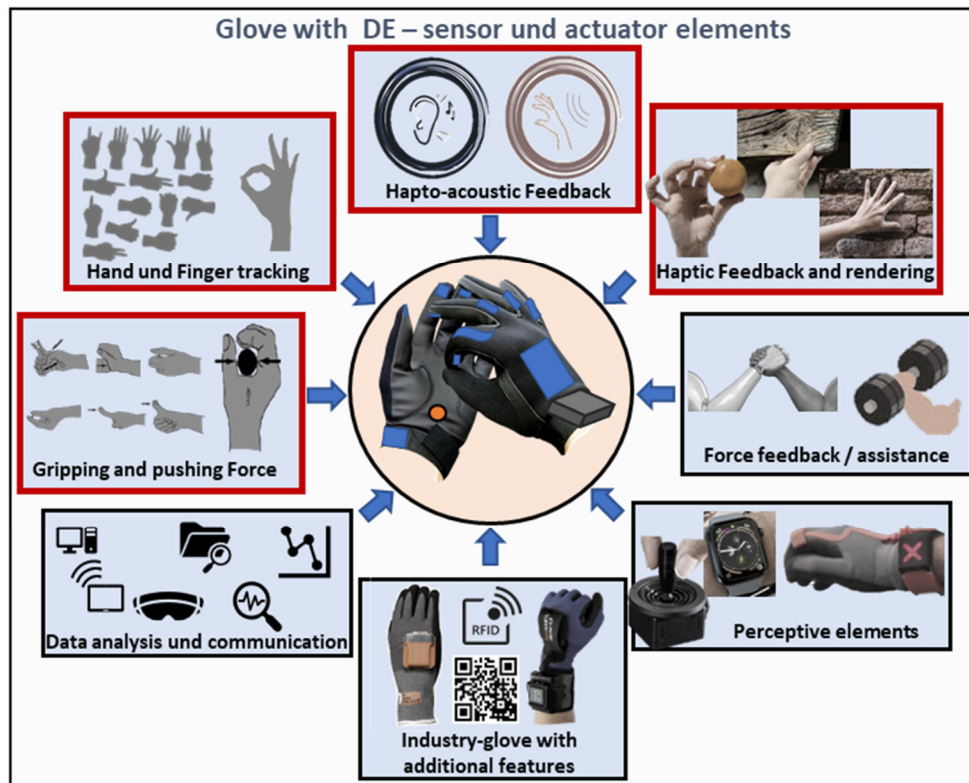 Glove with DE – sensor und actuator elements
Hapto-acoustic Feedback
Hand und Finger tracking
Haptic Feedback and rendering
Gripping and pushing Force
Force feedback / assistance
Data analysis und communication
RFID
Perceptive elements
Industry-glove with
additional features